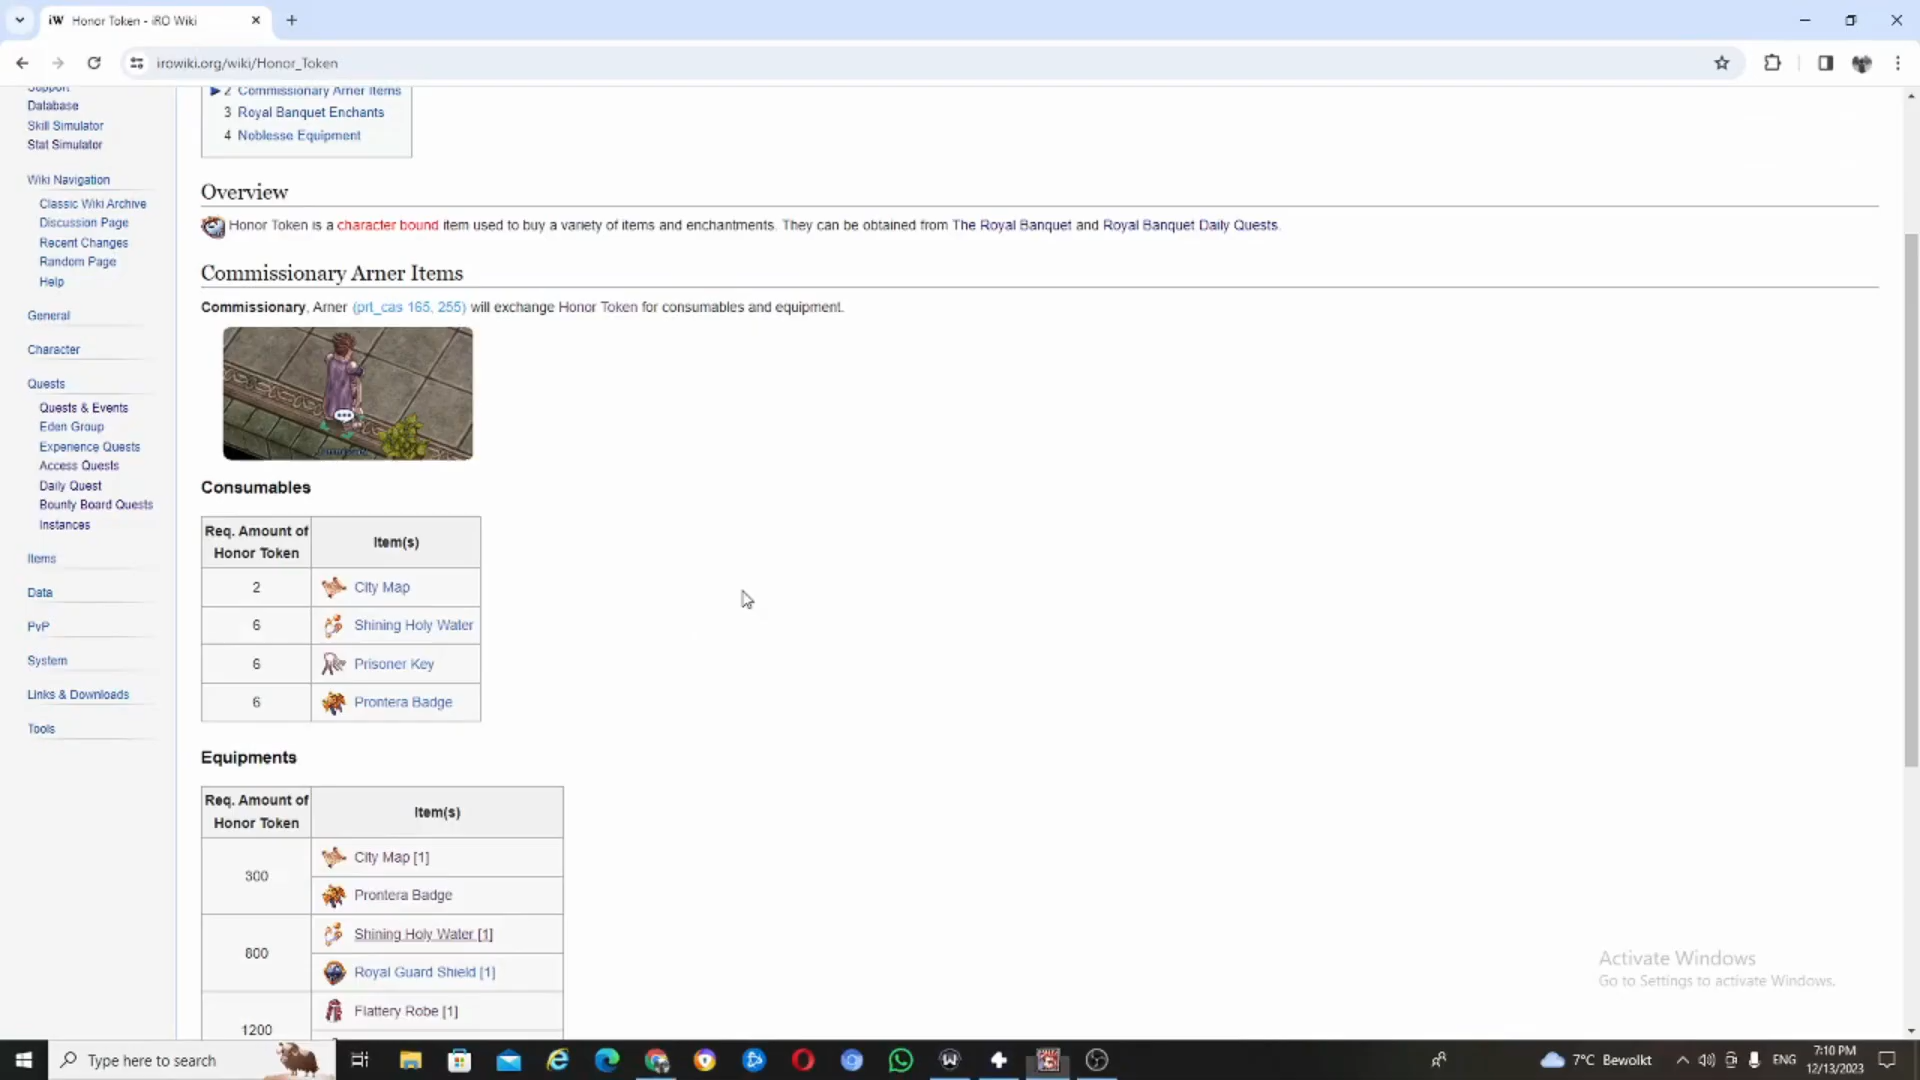 iW Honor Token - iRO Wiki
irowiki.org/wiki/Honor_Token
Support
Database
Skill Simulator
Stat Simulator
Wiki Navigation
Classic Wiki Archive
Discussion Page
Recent Changes
Random Page
Help
General
Character
Quests
Quests & Events
Eden Group
Experience Quests
Access Quests
Daily Quest
Bounty Board Quests
Instances
Items
Data
PvP
System
Links & Downloads
Tools
2 Commissionary Arner Items
3 Royal Banquet Enchants
4 Noblesse Equipment
Overview
Honor Token is a character bound item used to buy a variety of items and enchantments. They can be obtained from The Royal Banquet and Royal Banquet Daily Quests.
Commissionary Arner Items
Commissionary, Arner (prt_cas 165, 255) will exchange Honor Token for consumables and equipment.
Consumables
Req. Amount of Honor Token Item(s)
2 City Map
6 Shining Holy Water
6 Prisoner Key
6 Prontera Badge
Equipments
Req. Amount of Honor Token Item(s)
300 City Map [1]
Prontera Badge
800 Shining Holy Water [1]
Royal Guard Shield [1]
1200 Flattery Robe [1]
Activate Windows
Go to Settings to activate Windows.
Type here to search
7°C Bewolkt
ENG
7:10 PM
12/13/2023